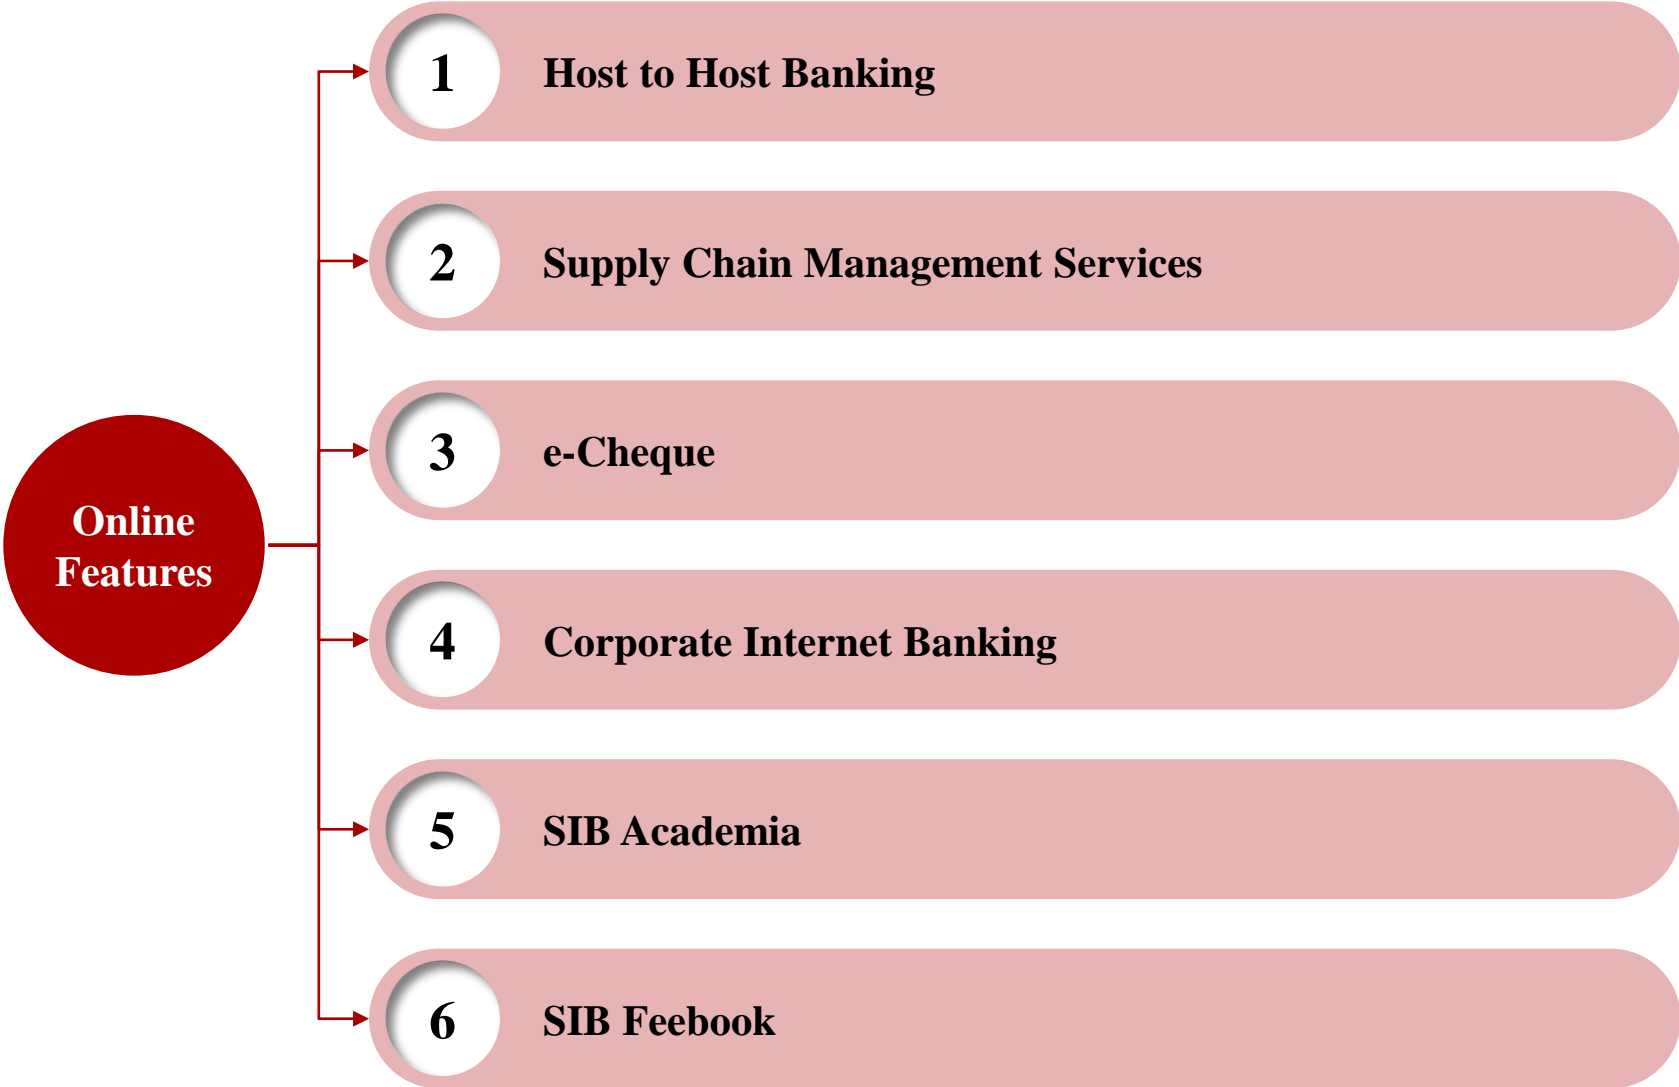 1
Host to Host Banking
2
Supply Chain Management Services
3
e-Cheque
Online
Features
4
Corporate Internet Banking
5
SIB Academia
6
SIB Feebook